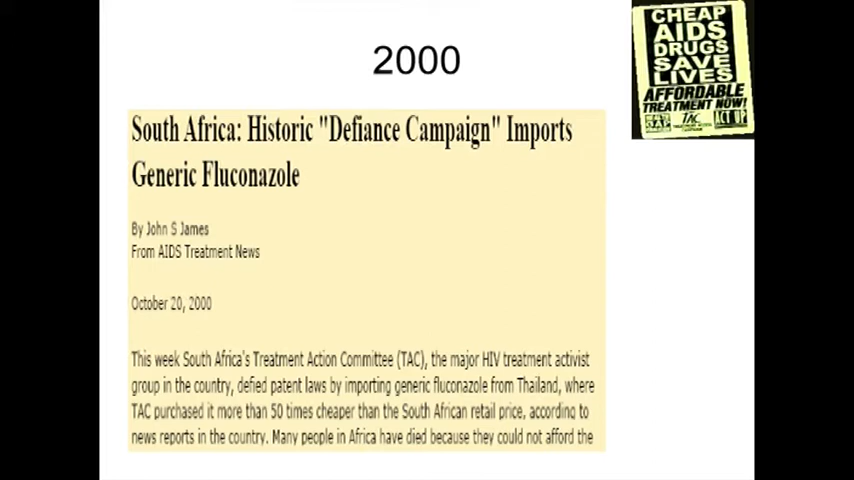 2000
CHEAP
AIDS
DRUGS
SAVE
LIVES
AFFORDABLE
TREATMENT NOW!
TAC
ACT UP
South Africa: Historic "Defiance Campaign" Imports
Generic Fluconazole
By John S James
From AIDS Treatment News
October 20, 2000
This week South Africa's Treatment Action Committee (TAC), the major HIV treatment activist
group in the country, defied patent laws by importing generic fluconazole from Thailand, where
TAC purchased it more than 50 times cheaper than the South African retail price, according to
news reports in the country. Many people in Africa have died because they could not afford the